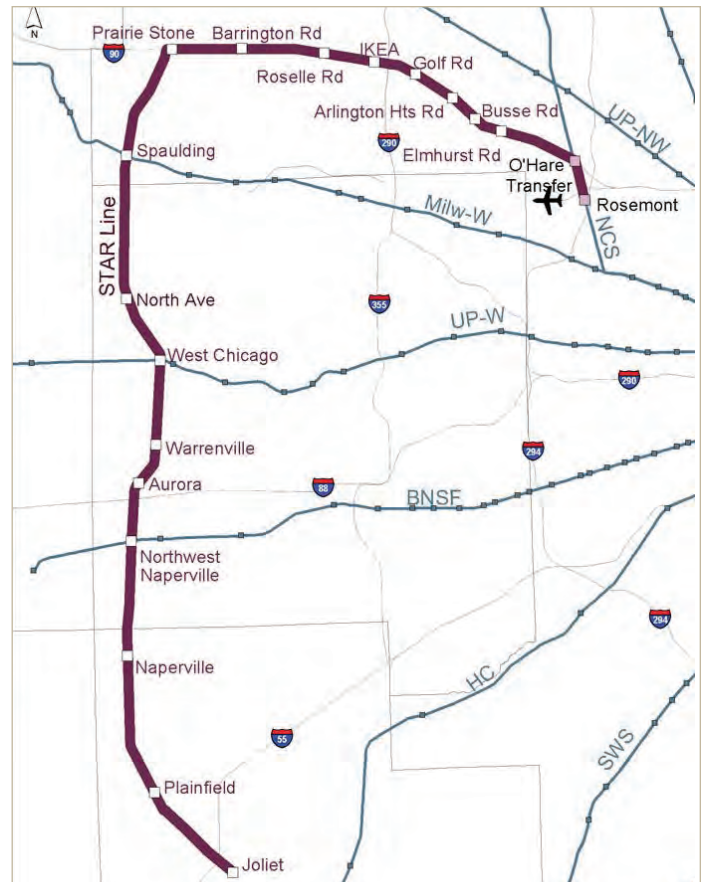 N
Prairie Stone
Barrington Rd
90
IKEA
Roselle Rd
Golf Rd
Arlington Hts Rd
Busse Rd
UP-NW
290
Elmhurst Rd
Spaulding
O'Hare
Transfer
Milw-W
Rosemont
NCS
STAR Line
North Ave
355
UP-W
West Chicago
290
Warrenville
294
Aurora
88
BNSF
Northwest
Naperville
294
Naperville
HC
55
SWS
Plainfield
Joliet